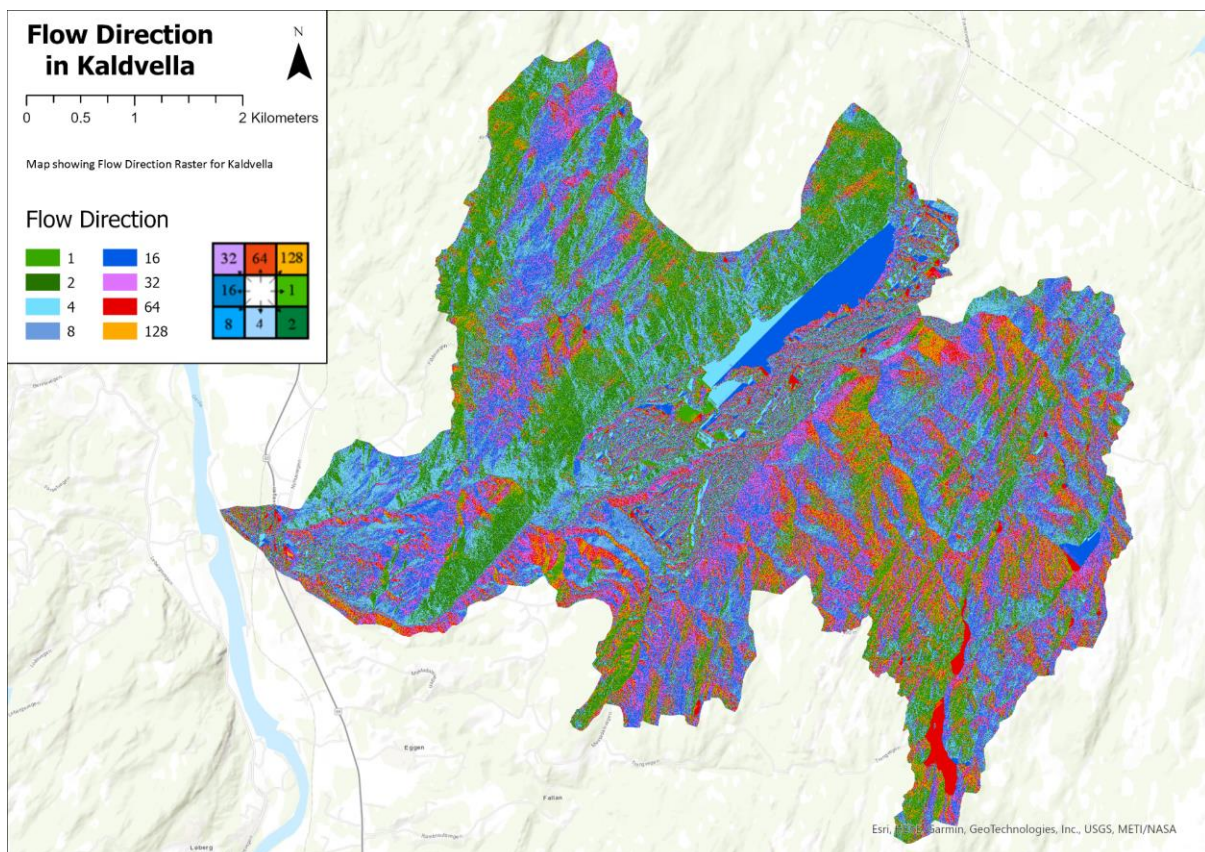 Flow Direction
in Kaldvella
N
0 0.5 1 2 Kilometers
Map showing Flow Direction Raster for Kaldvella
Flow Direction
1 16
2 32
4 64
8 128
32 64 128
16 1
8 4 2
Eggen
Fallan
Loberg
Esri, Garmin, GeoTechnologies, Inc., USGS, METI/NASA